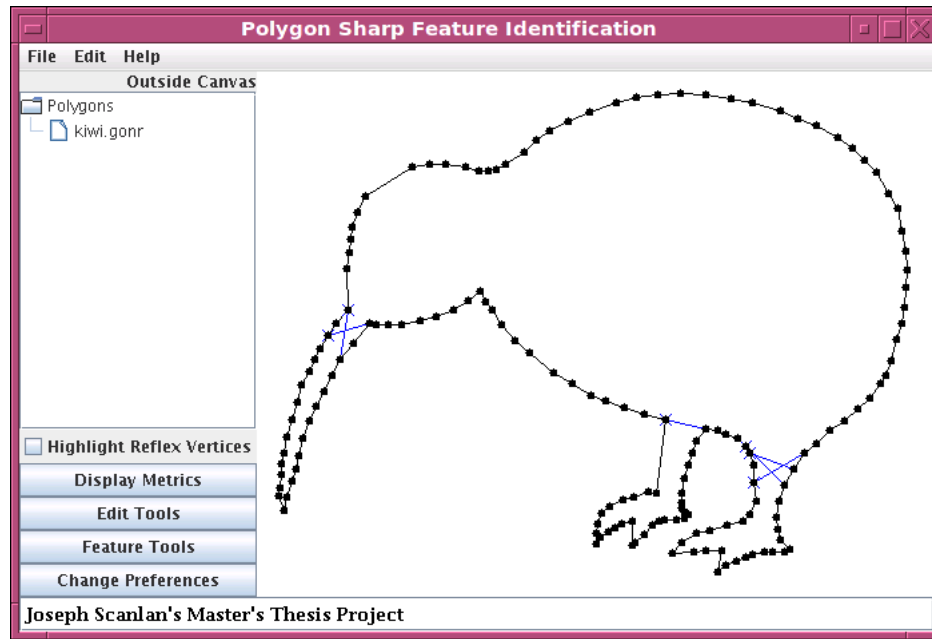 Polygon Sharp Feature Identification
File Edit Help
Outside Canvas
Polygons
kiwi.gonr
Highlight Reflex Vertices
Display Metrics
Edit Tools
Feature Tools
Change Preferences
Joseph Scanlan's Master's Thesis Project